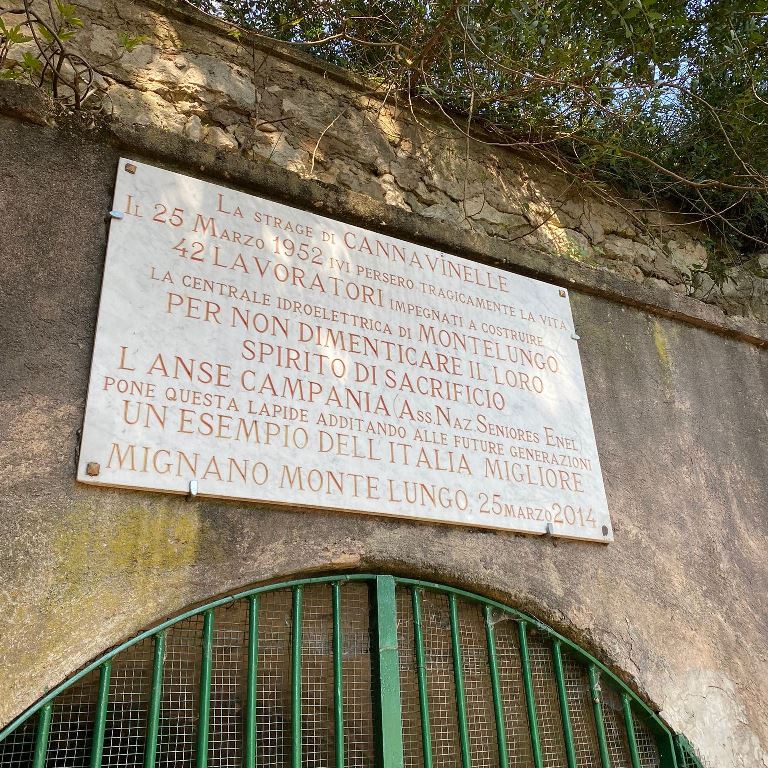 LA STRAGE DI CANNAVINELLE
IL 25 MARZO 1952 IVI PERSERO TRAGICAMENTE LA VITA
42 LAVORATORI IMPEGNATI A COSTRUIRE
LA CENTRALE IDROELETTRICA DI MONTELUNGO
PER NON DIMENTICARE IL LORO
SPIRITO DI SACRIFICIO
L ANSE CAMPANIA (ASS.NAZ SENIORES ENEL)
PONE QUESTA LAPIDE ADDITANDO ALLE FUTURE GENERAZIONI
UN ESEMPIO DELL'ITALIA MIGLIORE
MIGNANO MONTE LUNGO, 25 MARZO 2014